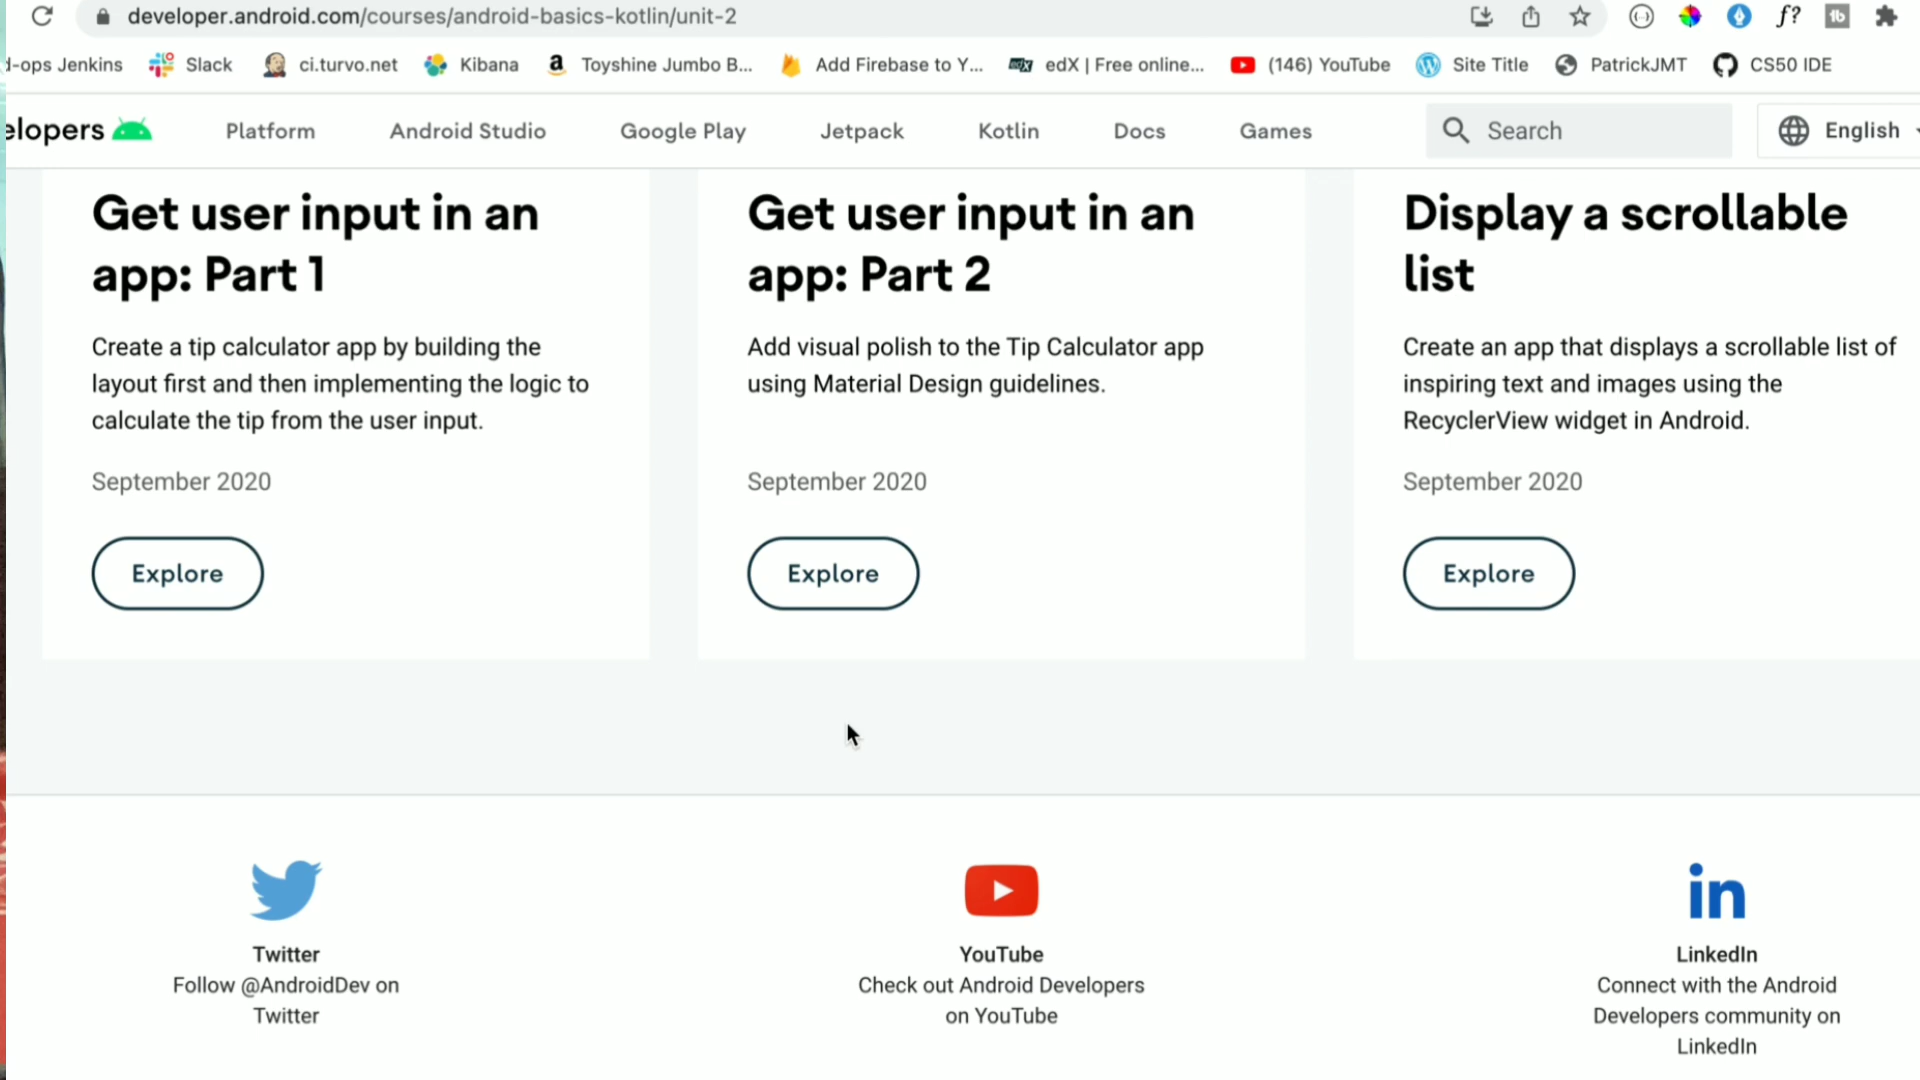 developer.android.com/courses/android-basics-kotlin/unit-2
f?
tb
d-ops Jenkins Slack ci.turvo.net Kibana Toyshine Jumbo B... Add Firebase to Y... edX | Free online... (146) YouTube Site Title PatrickJMT CS50 IDE
elopers Platform Android Studio Google Play Jetpack Kotlin Docs Games Search English
Get user input in an
app: Part 1
Create a tip calculator app by building the
layout first and then implementing the logic to
calculate the tip from the user input.
September 2020
Explore
Get user input in an
app: Part 2
Add visual polish to the Tip Calculator app
using Material Design guidelines.
September 2020
Explore
Display a scrollable
list
Create an app that displays a scrollable list of
inspiring text and images using the
RecyclerView widget in Android.
September 2020
Explore
Twitter
Follow @AndroidDev on
Twitter
YouTube
Check out Android Developers
on YouTube
in
LinkedIn
Connect with the Android
Developers community on
LinkedIn